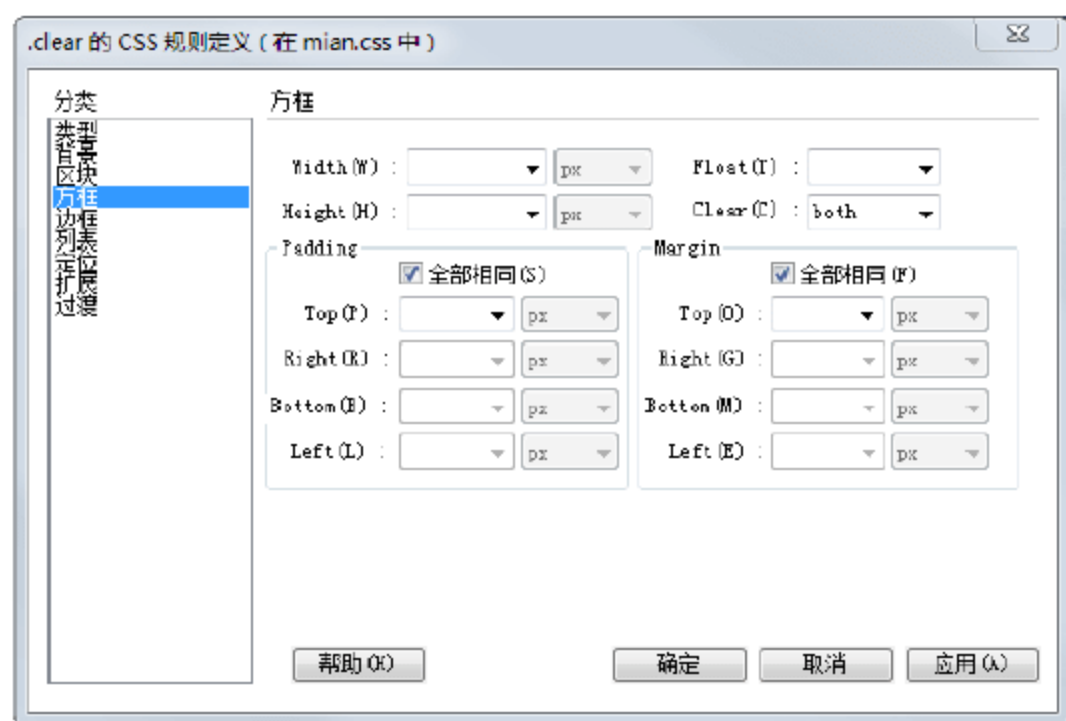 .clear 的 CSS 规则定义 ( 在 mian.css 中 )
分类
类型
背景
区块
方框
边框
列表
定位
扩展
过渡
方框
Width(W) : px Float(T) :
Height(H) : px Clear(C) : both
Padding Margin
全部相同(S) 全部相同(F)
Top(P) : px Top(O) : px
Right(R) : px Right(G) : px
Bottom(B) : px Bottom(M) : px
Left(L) : px Left(E) : px
帮助(H) 确定 取消 应用(A)